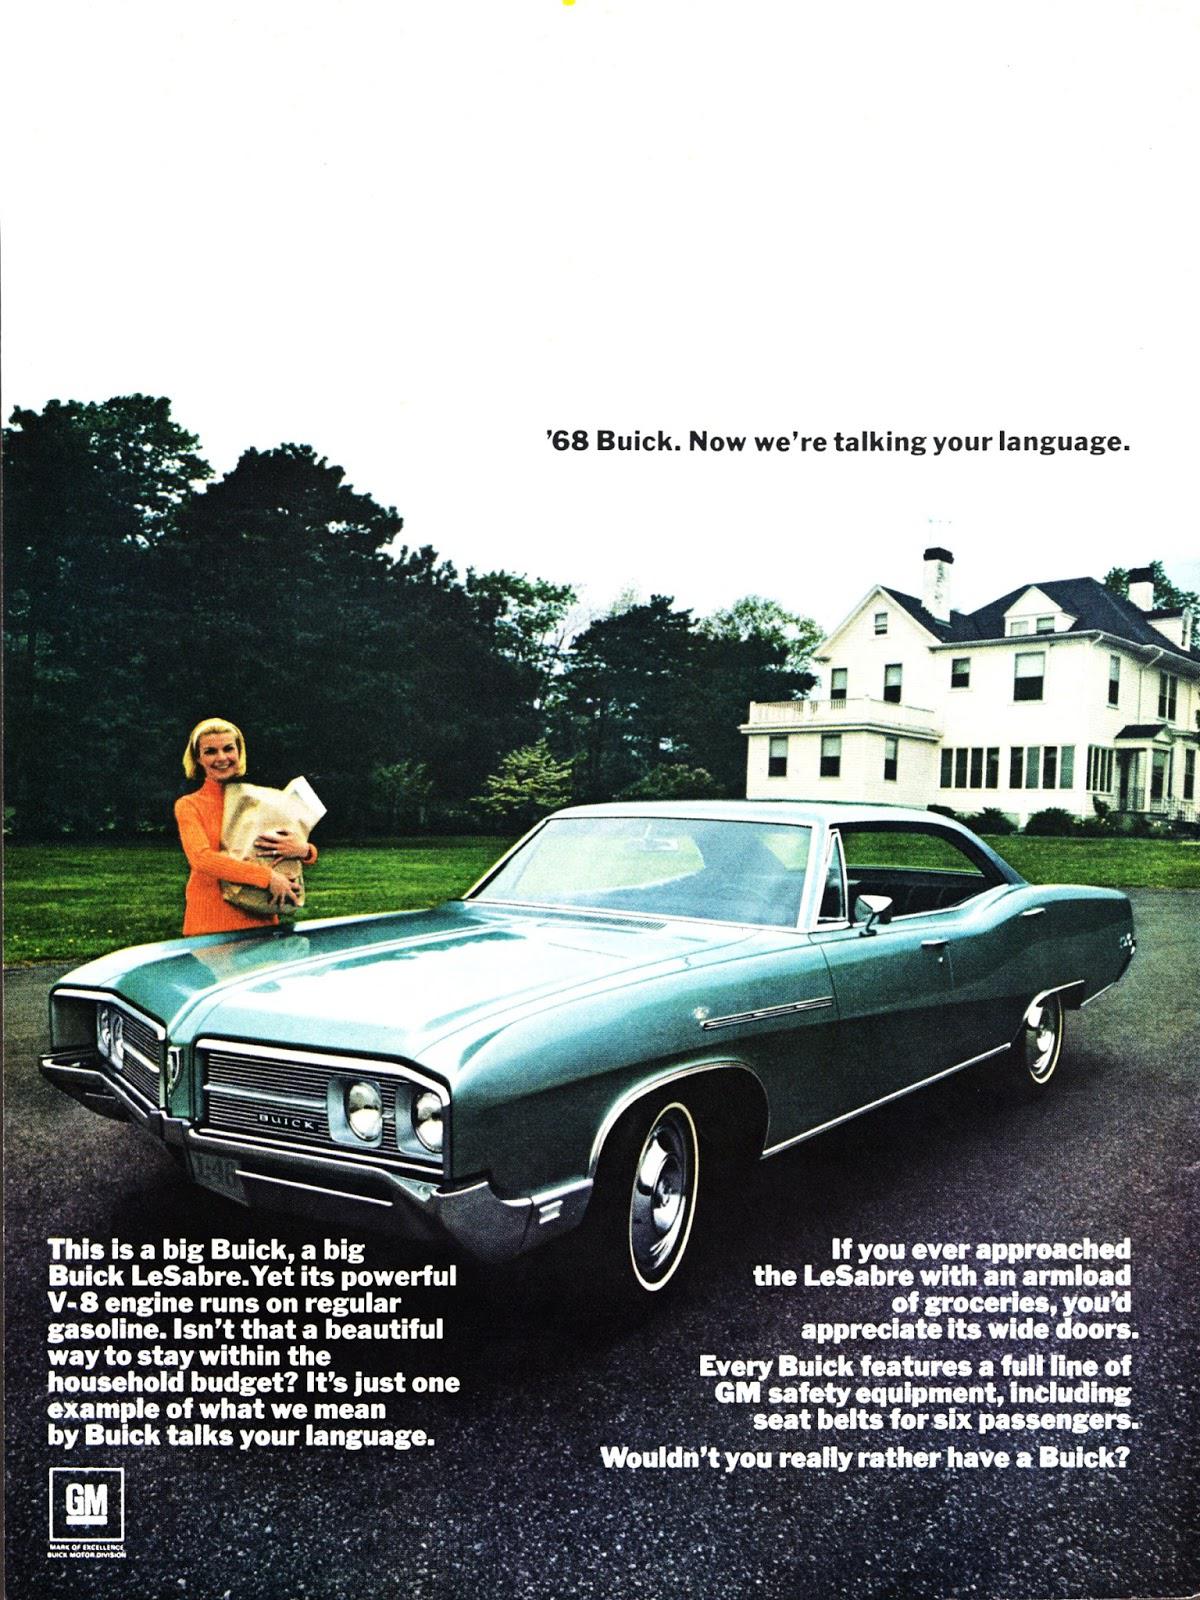 '68 Buick. Now we're talking your language.
BUICK
This is a big Buick, a big
Buick LeSabre. Yet its powerful
V-8 engine runs on regular
gasoline. Isn't that a beautiful
way to stay within the
household budget? It's just one
example of what we mean
by Buick talks your language.
If you ever approached
the LeSabre with an armload
of groceries, you'd
appreciate its wide doors.
Every Buick features a full line of
GM safety equipment, including
seat belts for six passengers.
Wouldn't you really rather have a Buick?
GM
MARK OF EXCELLENCE
BUICK MOTOR DIVISION